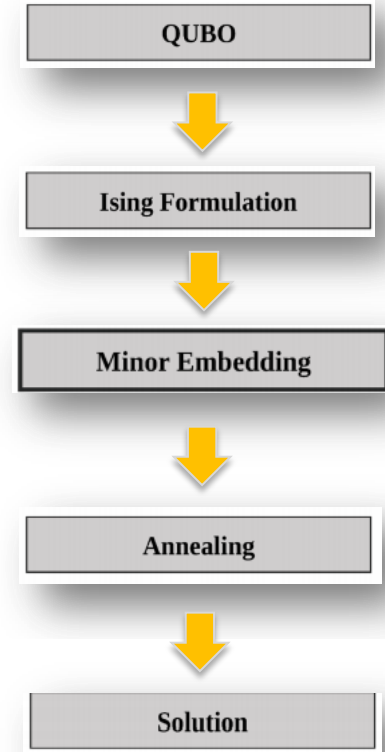 QUBO
Ising Formulation
Minor Embedding
Annealing
Solution